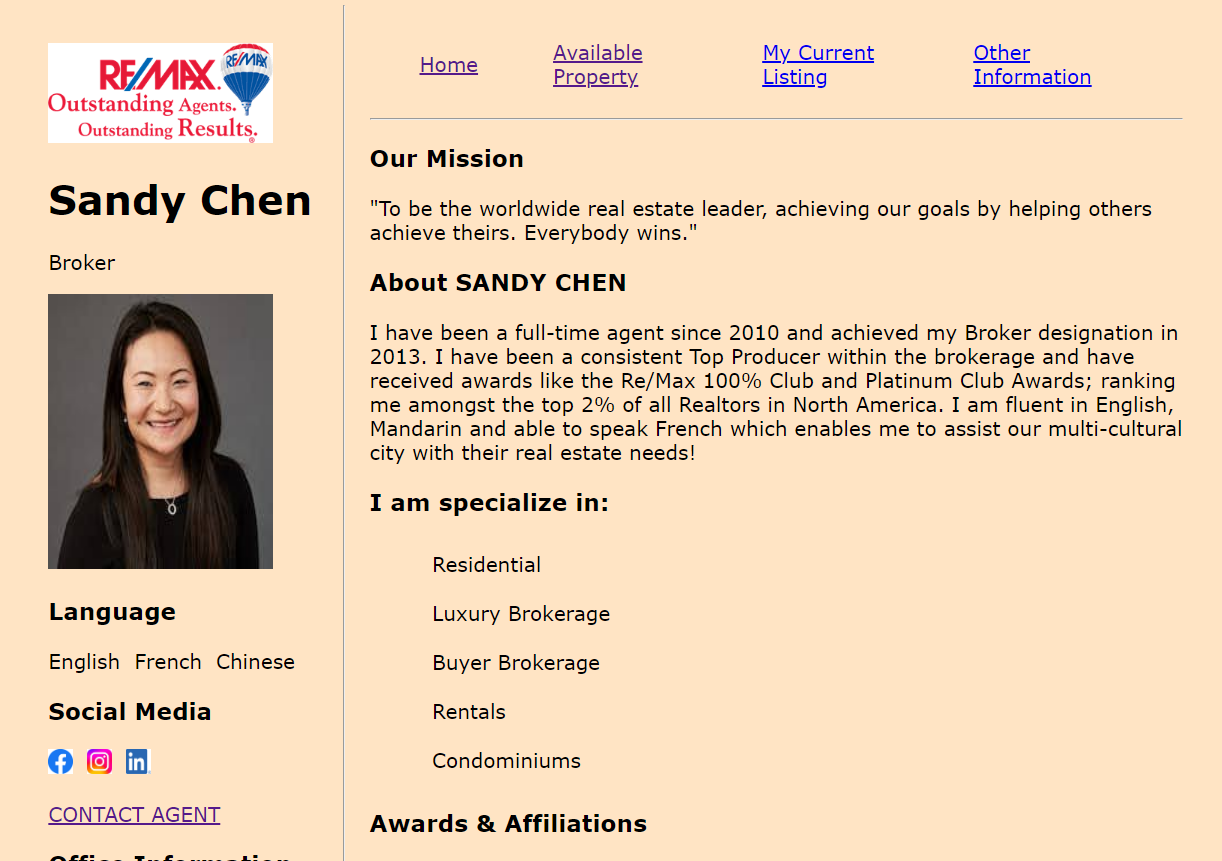 RE/MAX.
RE/MAX
Outstanding Agents.
Outstanding Results.
Sandy Chen
Broker
Language
English French Chinese
Social Media
CONTACT AGENT
Office Information
Home
Available
Property
My Current
Listing
Other
Information
Our Mission
"To be the worldwide real estate leader, achieving our goals by helping others
achieve theirs. Everybody wins."
About SANDY CHEN
I have been a full-time agent since 2010 and achieved my Broker designation in
2013. I have been a consistent Top Producer within the brokerage and have
received awards like the Re/Max 100% Club and Platinum Club Awards; ranking
me amongst the top 2% of all Realtors in North America. I am fluent in English,
Mandarin and able to speak French which enables me to assist our multi-cultural
city with their real estate needs!
I am specialize in:
Residential
Luxury Brokerage
Buyer Brokerage
Rentals
Condominiums
Awards & Affiliations